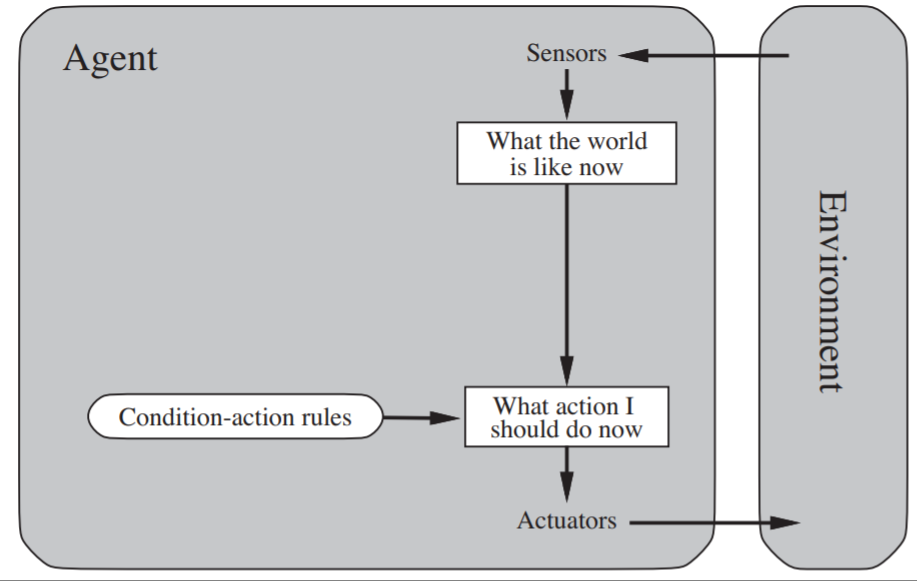 Agent
Sensors
What the world
is like now
Environment
Condition-action rules
What action I
should do now
Actuators